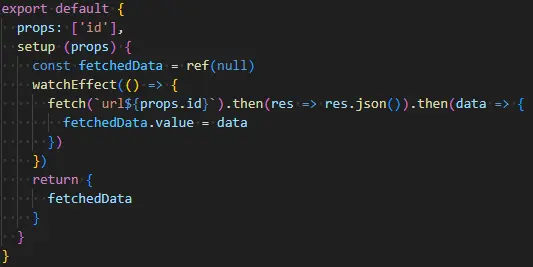 export default {
  props: ['id'],
  setup (props) {
    const fetchedData = ref(null)
    watchEffect(() => {
      fetch(`url${props.id}`).then(res => res.json()).then(data => {
        fetchedData.value = data
      })
    })
    return {
      fetchedData
    }
  }
}